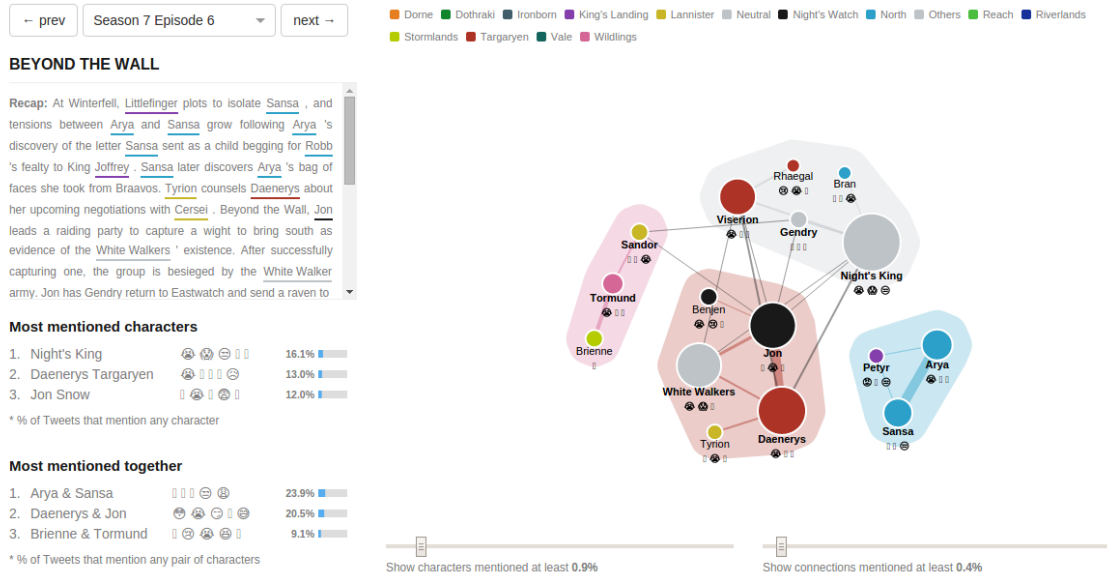 ← prev
Season 7 Episode 6
next →
BEYOND THE WALL
Recap: At Winterfell, Littlefinger plots to isolate Sansa , and
tensions between Arya and Sansa grow following Arya 's
discovery of the letter Sansa sent as a child begging for Robb
's fealty to King Joffrey . Sansa later discovers Arya 's bag of
faces she took from Braavos. Tyrion counsels Daenerys about
her upcoming negotiations with Cersei . Beyond the Wall, Jon
leads a raiding party to capture a wight to bring south as
evidence of the White Walkers ' existence. After successfully
capturing one, the group is besieged by the White Walker
army. Jon has Gendry return to Eastwatch and send a raven to
Most mentioned characters
1. Night's King 16.1%
2. Daenerys Targaryen 13.0%
3. Jon Snow 12.0%
* % of Tweets that mention any character
Most mentioned together
1. Arya & Sansa 23.9%
2. Daenerys & Jon 20.5%
3. Brienne & Tormund 9.1%
* % of Tweets that mention any pair of characters
Dorne Dothraki Ironborn King's Landing Lannister Neutral Night's Watch North Others Reach Riverlands
Stormlands Targaryen Vale Wildlings
Rhaegal
Bran
Viserion
Gendry
Sandor
Night's King
Tormund
Benjen
Brienne
Jon
Petyr
Arya
White Walkers
Sansa
Tyrion
Daenerys
Show characters mentioned at least 0.9%
Show connections mentioned at least 0.4%